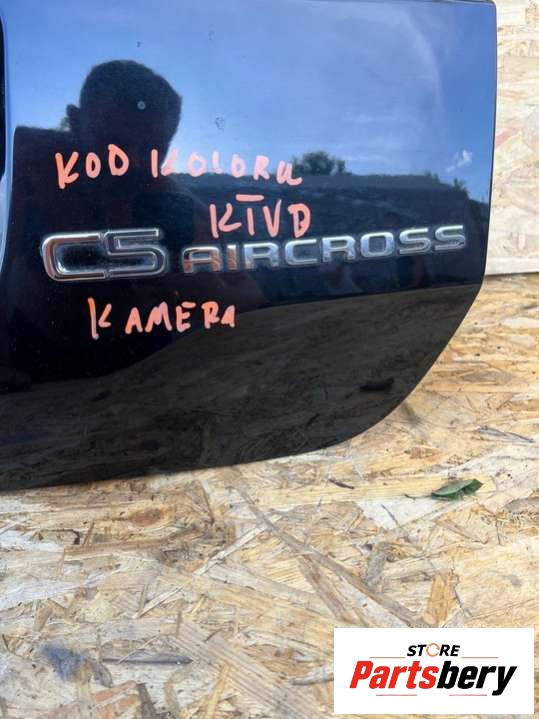 KOD KOLORU
KTVD
C5 AIRCROSS
KAMERA
STORE
Partsbery